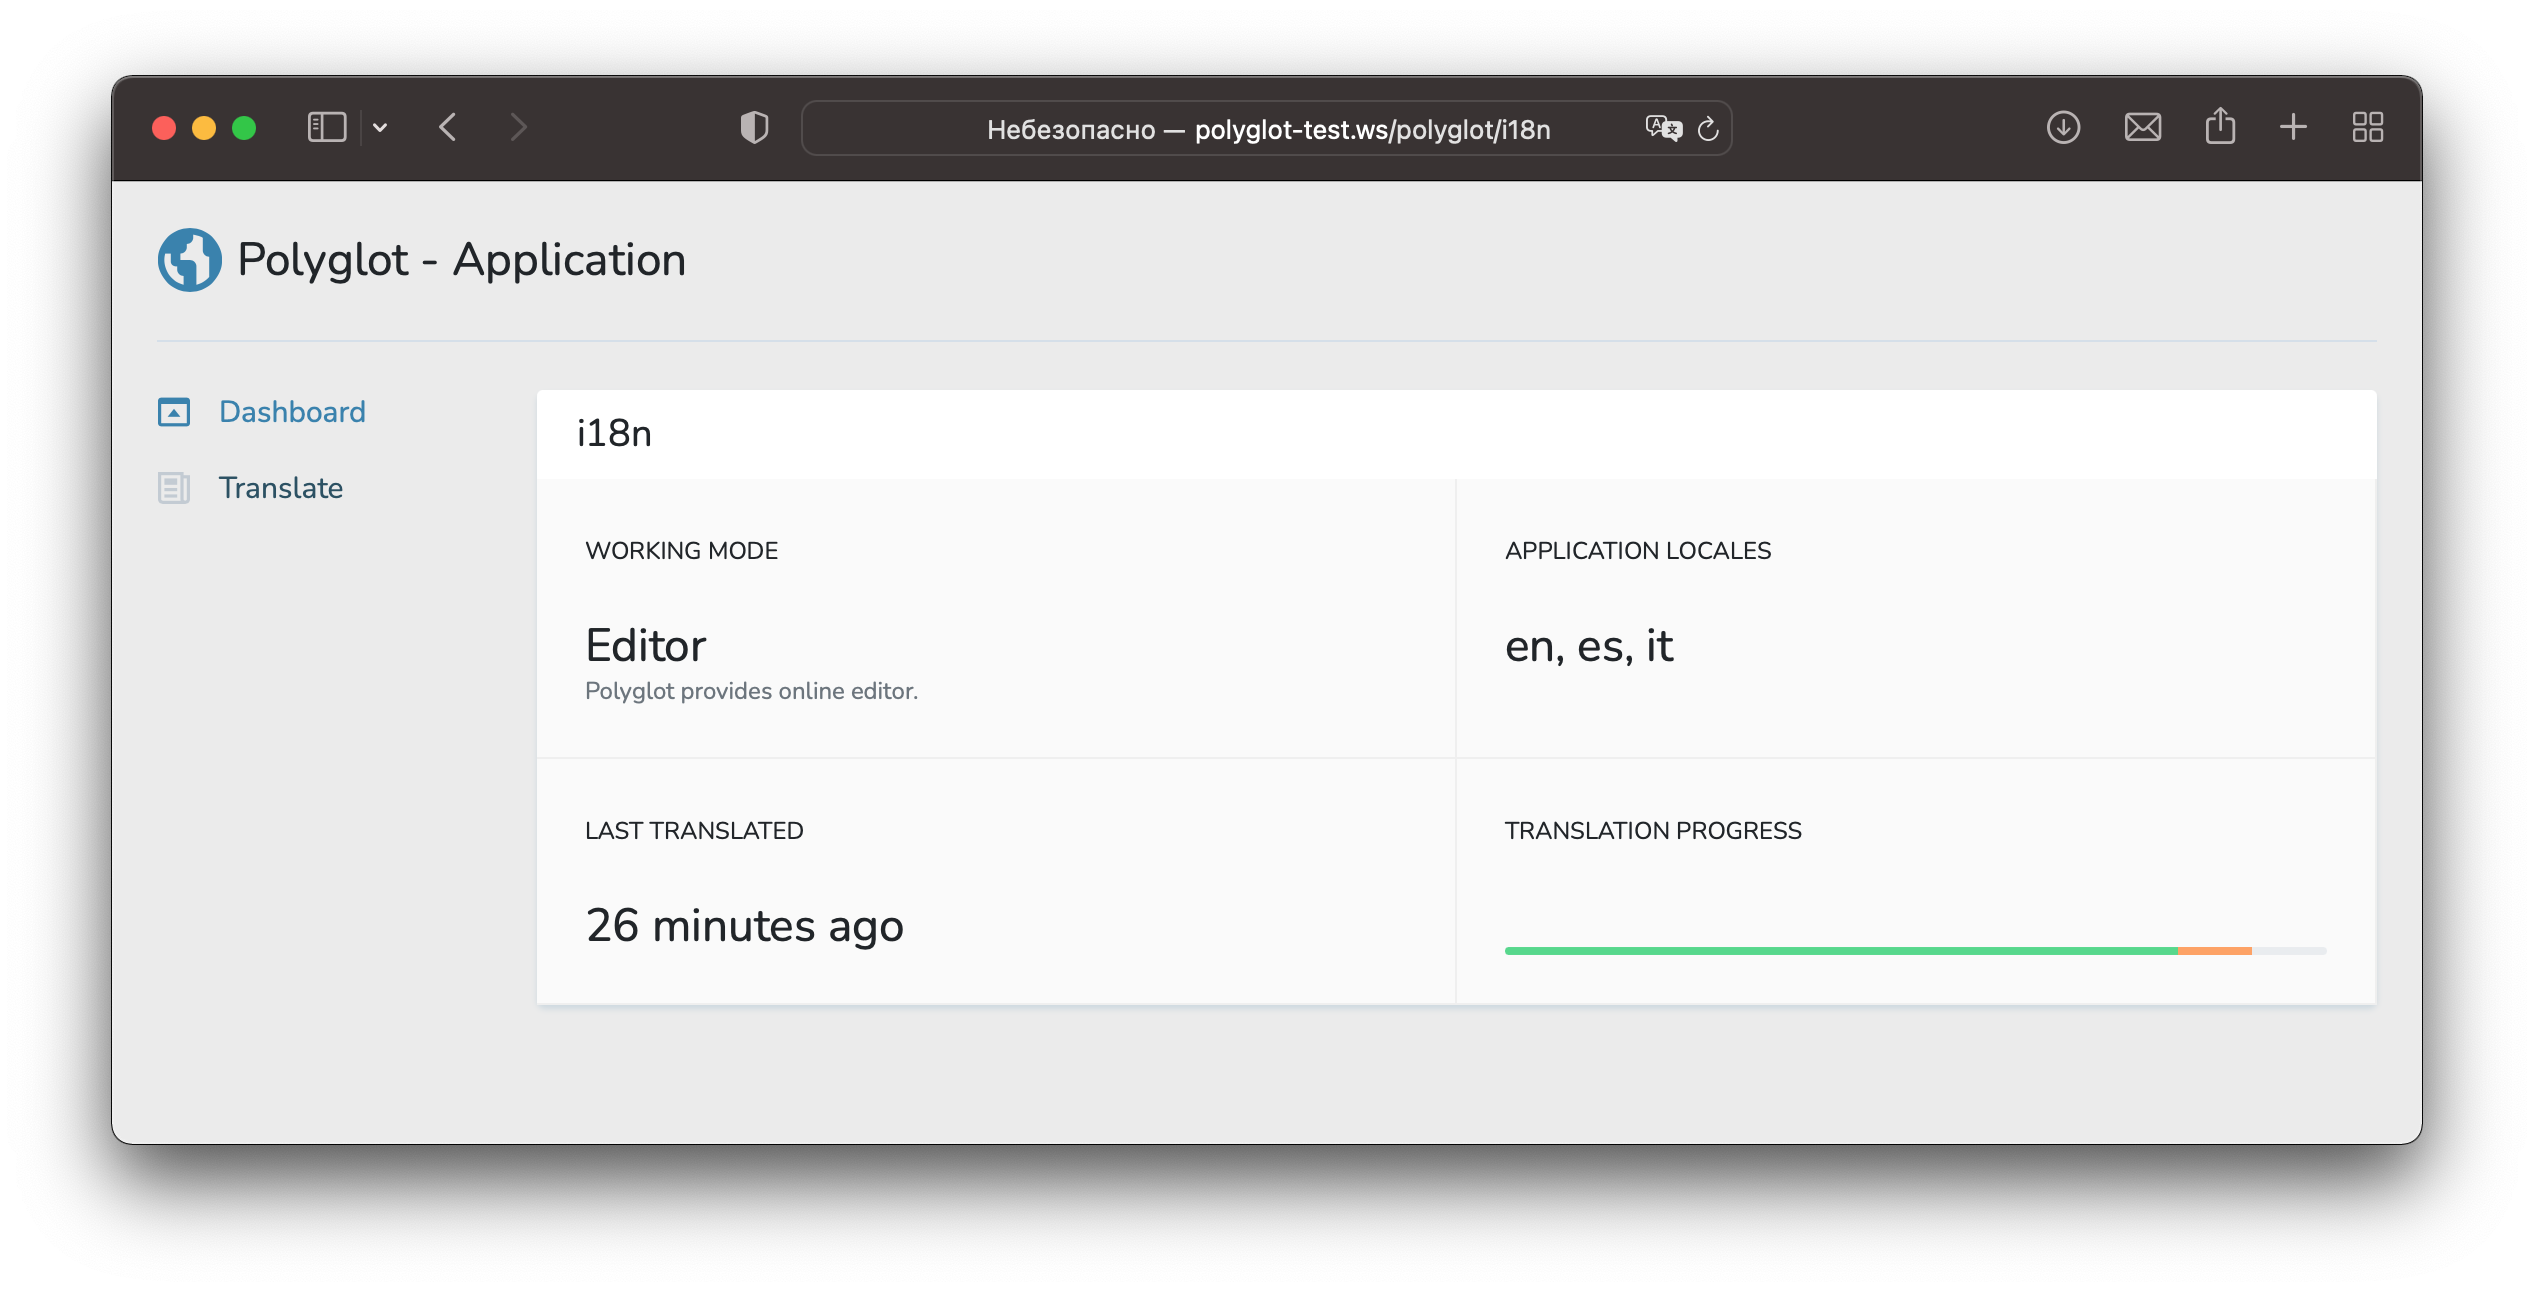 Небезопасно — polyglot-test.ws/polyglot/i18n
Polyglot - Application
Dashboard
Translate
i18n
WORKING MODE
Editor
Polyglot provides online editor.
APPLICATION LOCALES
en, es, it
LAST TRANSLATED
26 minutes ago
TRANSLATION PROGRESS